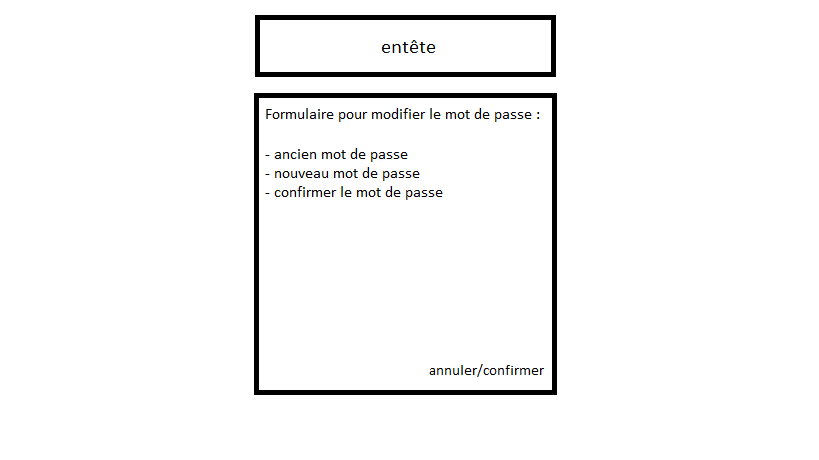 entête
Formulaire pour modifier le mot de passe :
- ancien mot de passe
- nouveau mot de passe
- confirmer le mot de passe
annuler/confirmer